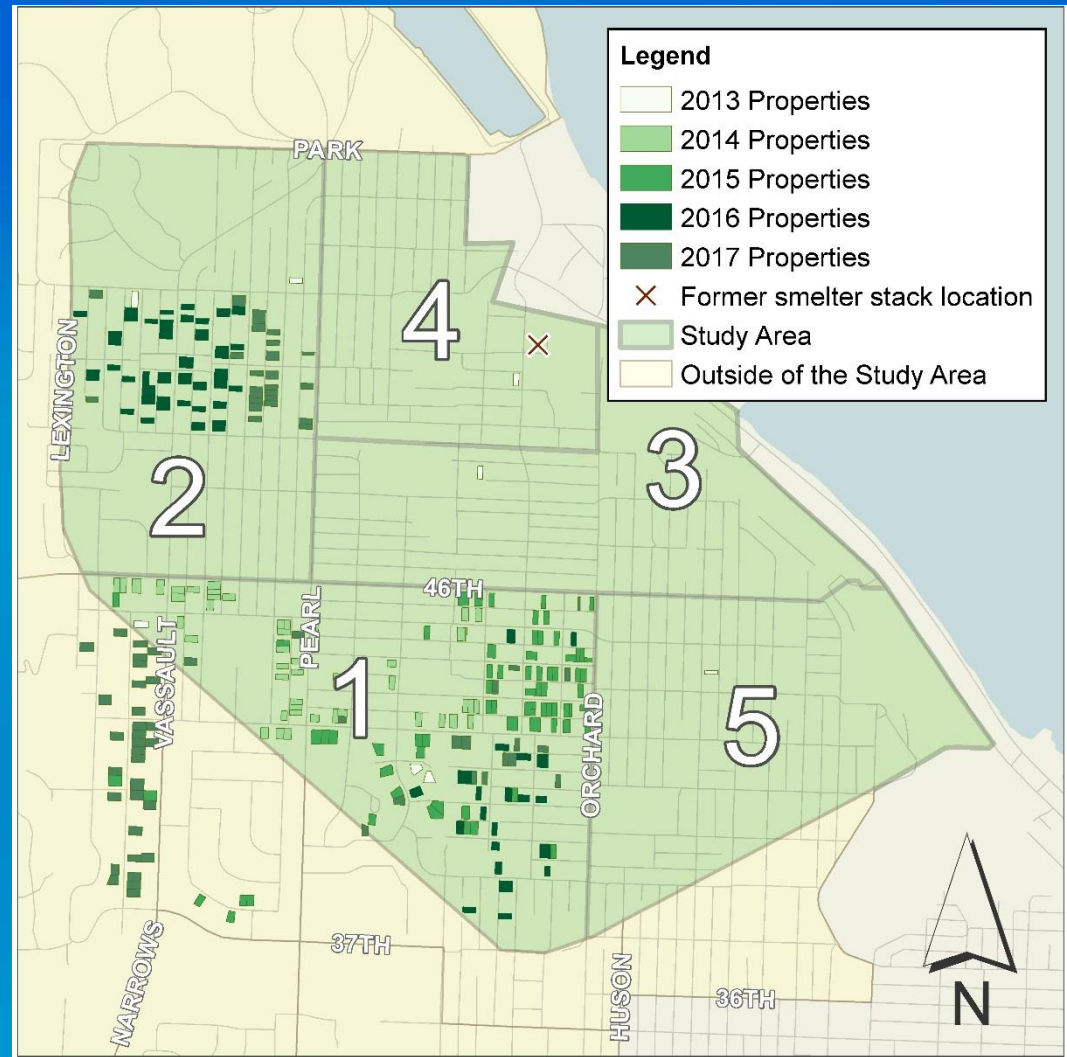 Legend
2013 Properties
2014 Properties
2015 Properties
2016 Properties
2017 Properties
Former smelter stack location
Study Area
Outside of the Study Area
PARK
4
LEXINGTON
2
3
46TH
PEARL
VASSAULT
1
5
ORCHARD
37TH
NARROWS
HUSON
36TH
N